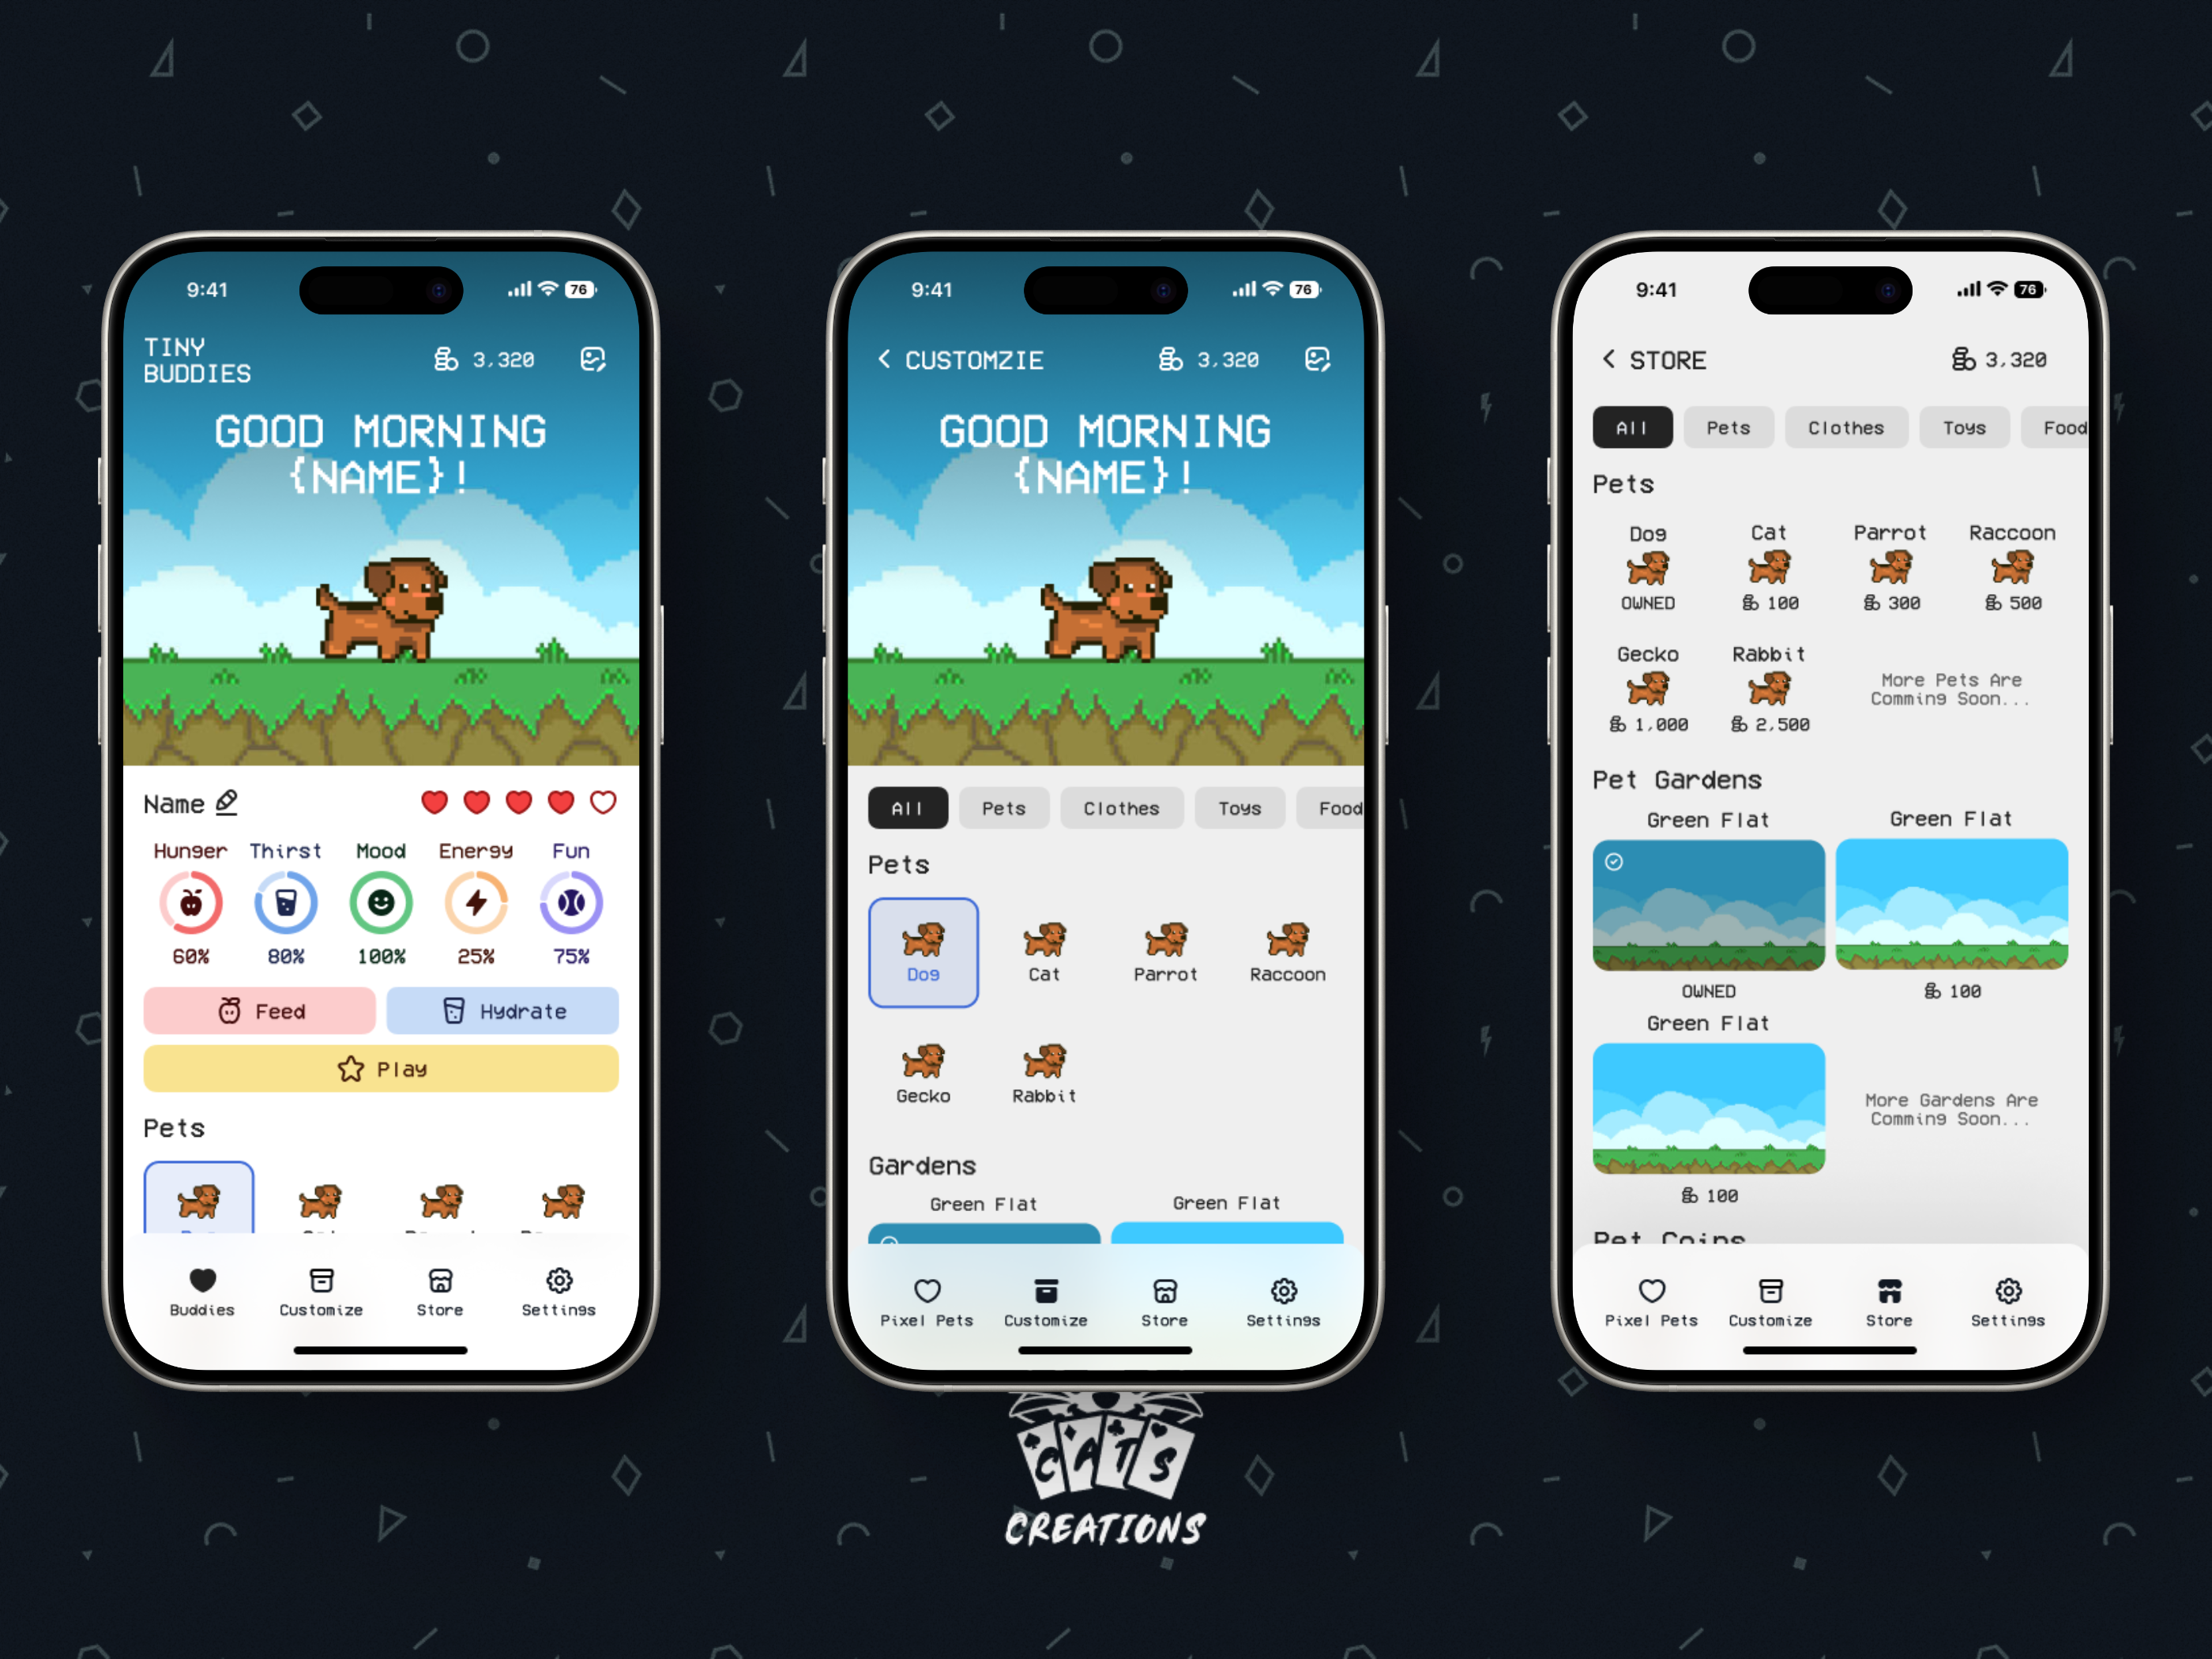 9:41
76
TINY
BUDDIES
3,320
GOOD MORNING
{NAME}!
Name
Hunger Thirst Mood Energy Fun
60% 80% 100% 25% 75%
Feed Hydrate
Play
Pets
Buddies Customize Store Settings
9:41
76
CUSTOMZIE
3,320
GOOD MORNING
{NAME}!
All Pets Clothes Toys Food
Pets
Dog Cat Parrot Raccoon
Gecko Rabbit
Gardens
Green Flat Green Flat
Pixel Pets Customize Store Settings
9:41
76
STORE
3,320
All Pets Clothes Toys Food
Pets
Dog Cat Parrot Raccoon
OWNED 100 300 500
Gecko Rabbit
More Pets Are
Comming Soon...
1,000 2,500
Pet Gardens
Green Flat Green Flat
OWNED 100
Green Flat
More Gardens Are
Comming Soon...
100
Pet Coins
Pixel Pets Customize Store Settings
CATS
CREATIONS